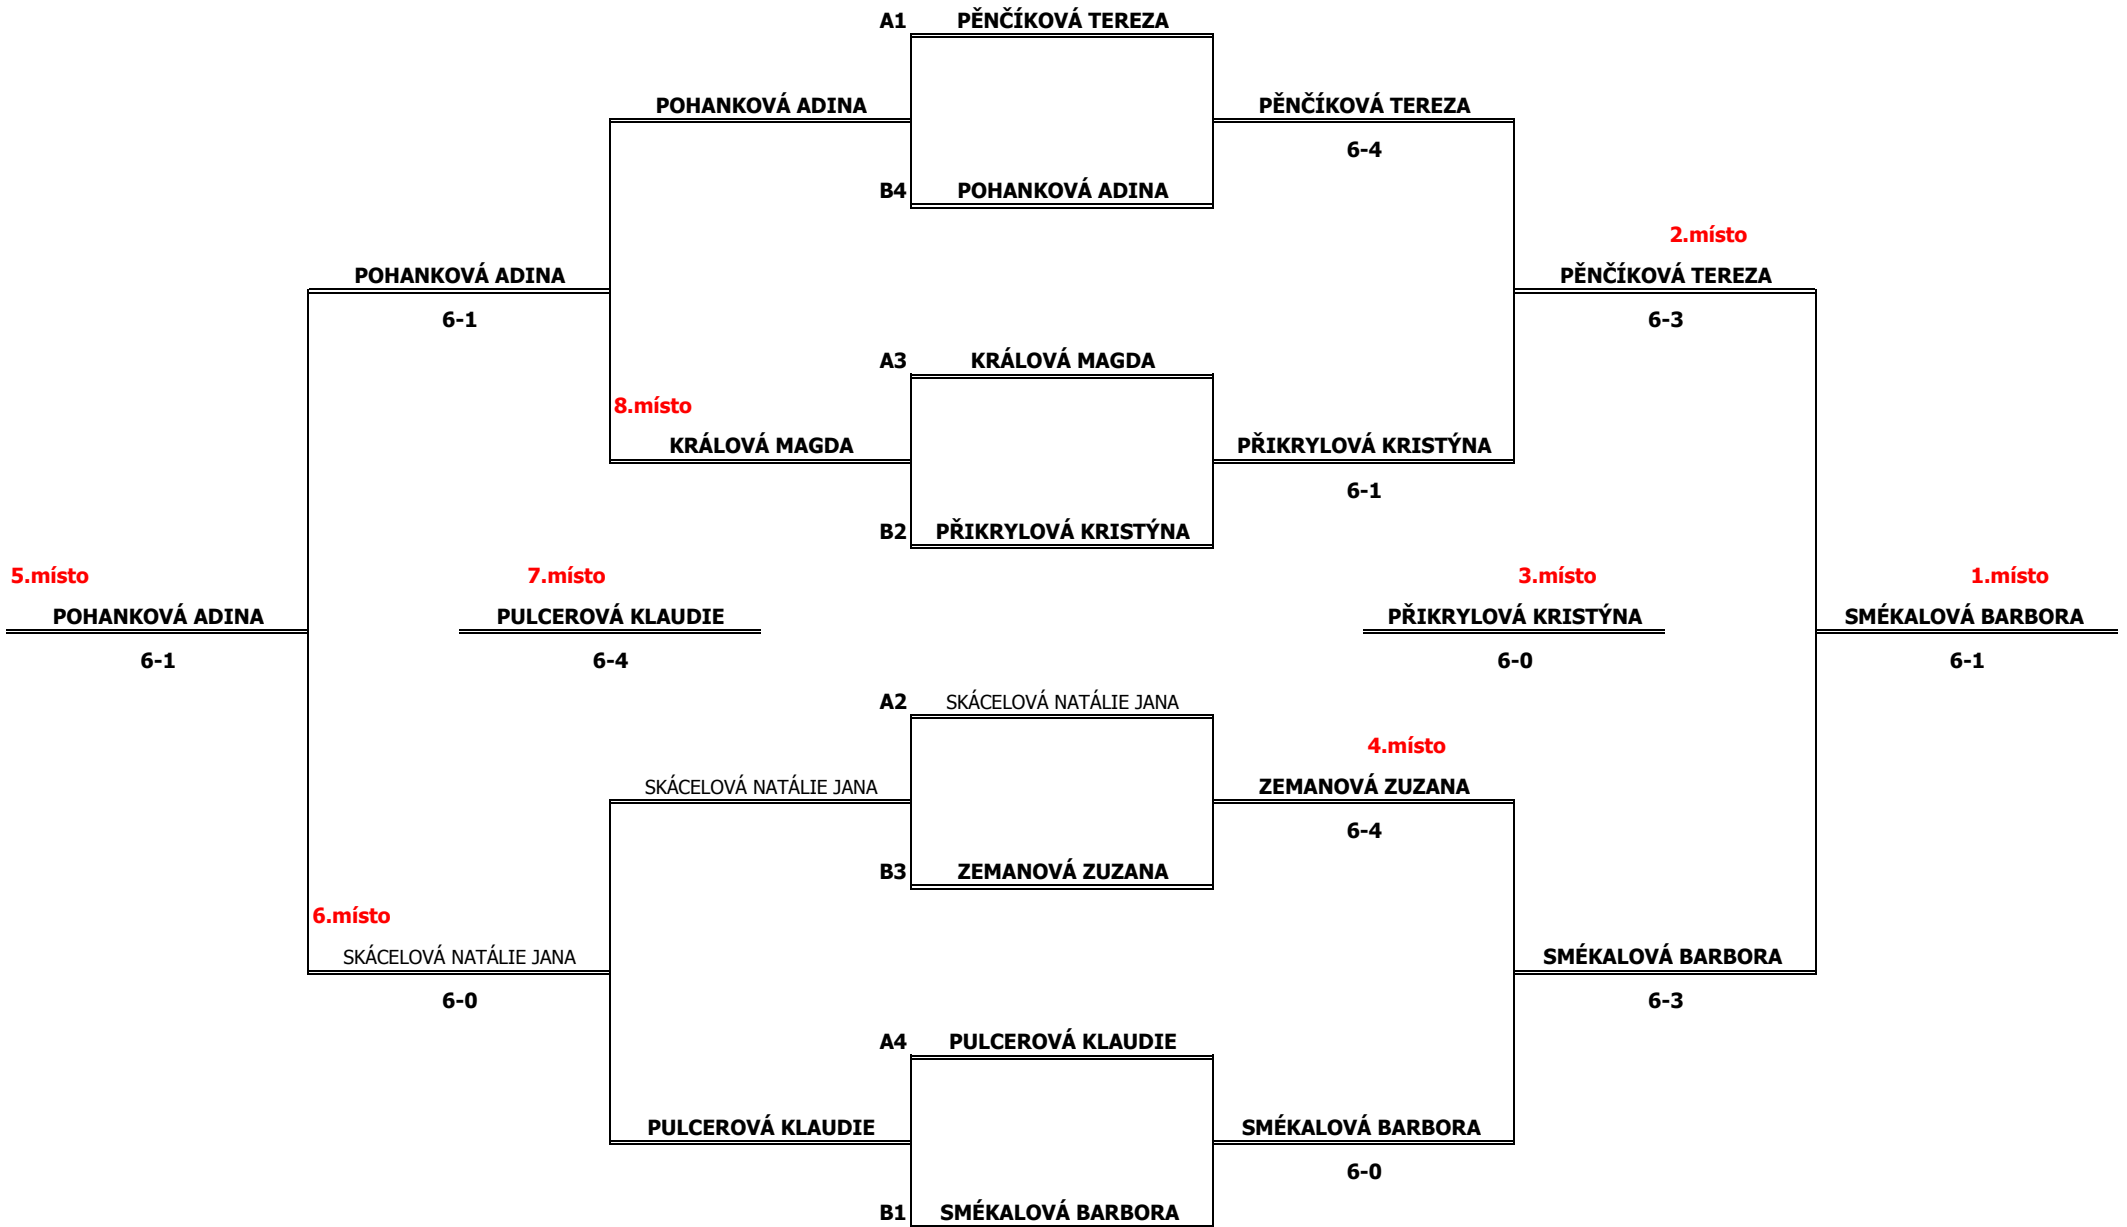 A1 PĚNČÍKOVÁ TEREZA
POHANKOVÁ ADINA PĚNČÍKOVÁ TEREZA
6-4
B4 POHANKOVÁ ADINA
2.místo
POHANKOVÁ ADINA PĚNČÍKOVÁ TEREZA
6-1 6-3
A3 KRÁLOVÁ MAGDA
8.místo
KRÁLOVÁ MAGDA PŘIKRYLOVÁ KRISTÝNA
6-1
B2 PŘIKRYLOVÁ KRISTÝNA
5.místo 7.místo 3.místo 1.místo
POHANKOVÁ ADINA PULCEROVÁ KLAUDIE PŘIKRYLOVÁ KRISTÝNA SMÉKALOVÁ BARBORA
6-1 6-4 6-0 6-1
A2 SKÁCELOVÁ NATÁLIE JANA
4.místo
SKÁCELOVÁ NATÁLIE JANA ZEMANOVÁ ZUZANA
6-4
B3 ZEMANOVÁ ZUZANA
6.místo
SKÁCELOVÁ NATÁLIE JANA SMÉKALOVÁ BARBORA
6-0 6-3
A4 PULCEROVÁ KLAUDIE
PULCEROVÁ KLAUDIE SMÉKALOVÁ BARBORA
6-0
B1 SMÉKALOVÁ BARBORA